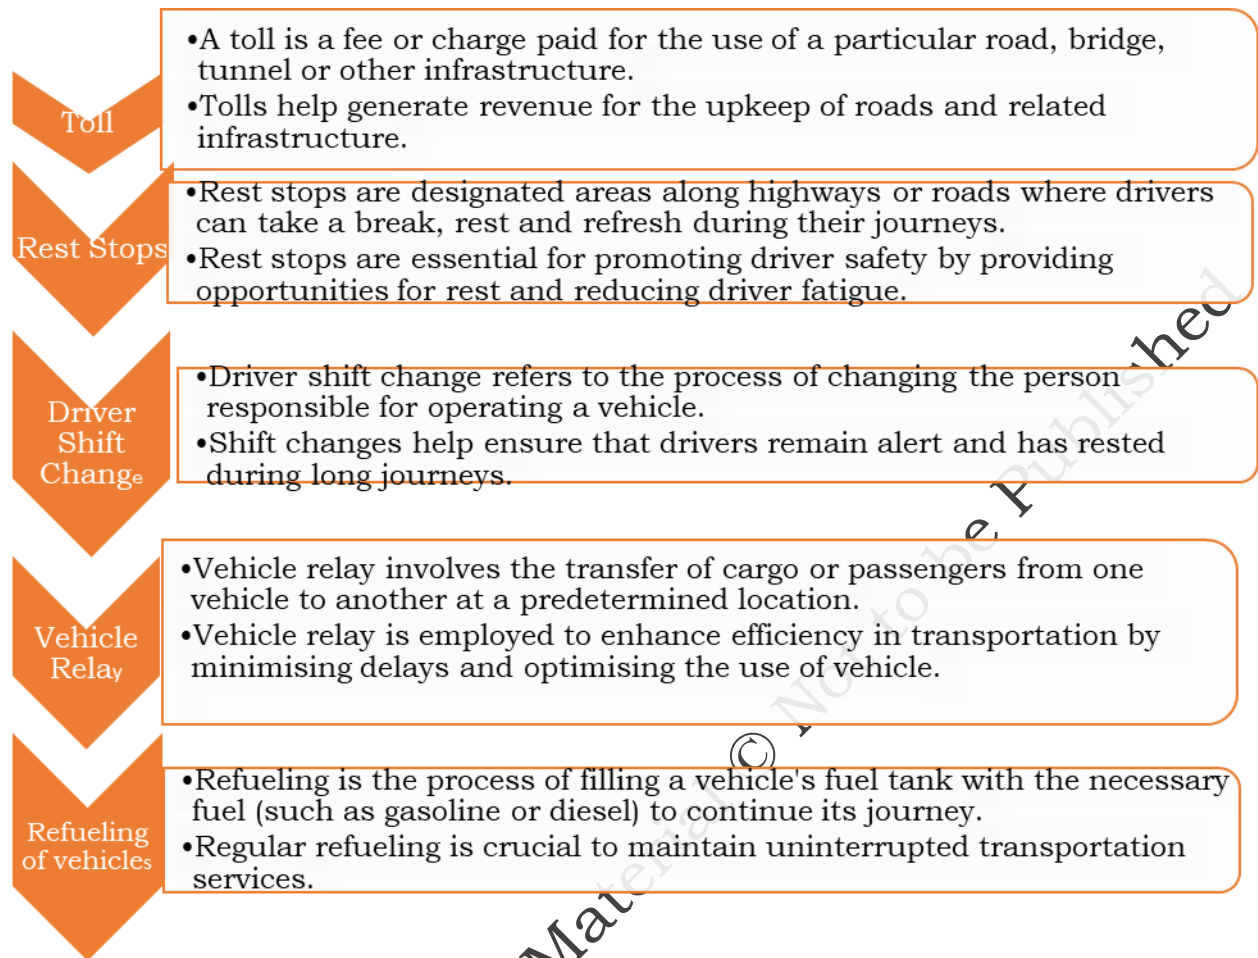 Toll
•A toll is a fee or charge paid for the use of a particular road, bridge,
tunnel or other infrastructure.
•Tolls help generate revenue for the upkeep of roads and related
infrastructure.
Rest Stops
•Rest stops are designated areas along highways or roads where drivers
can take a break, rest and refresh during their journeys.
•Rest stops are essential for promoting driver safety by providing
opportunities for rest and reducing driver fatigue.
Driver
Shift
Change
•Driver shift change refers to the process of changing the person
responsible for operating a vehicle.
•Shift changes help ensure that drivers remain alert and has rested
during long journeys.
Vehicle
Relay
•Vehicle relay involves the transfer of cargo or passengers from one
vehicle to another at a predetermined location.
•Vehicle relay is employed to enhance efficiency in transportation by
minimising delays and optimising the use of vehicle.
Refueling
of vehicles
•Refueling is the process of filling a vehicle's fuel tank with the necessary
fuel (such as gasoline or diesel) to continue its journey.
•Regular refueling is crucial to maintain uninterrupted transportation
services.
Material © Not to be Published